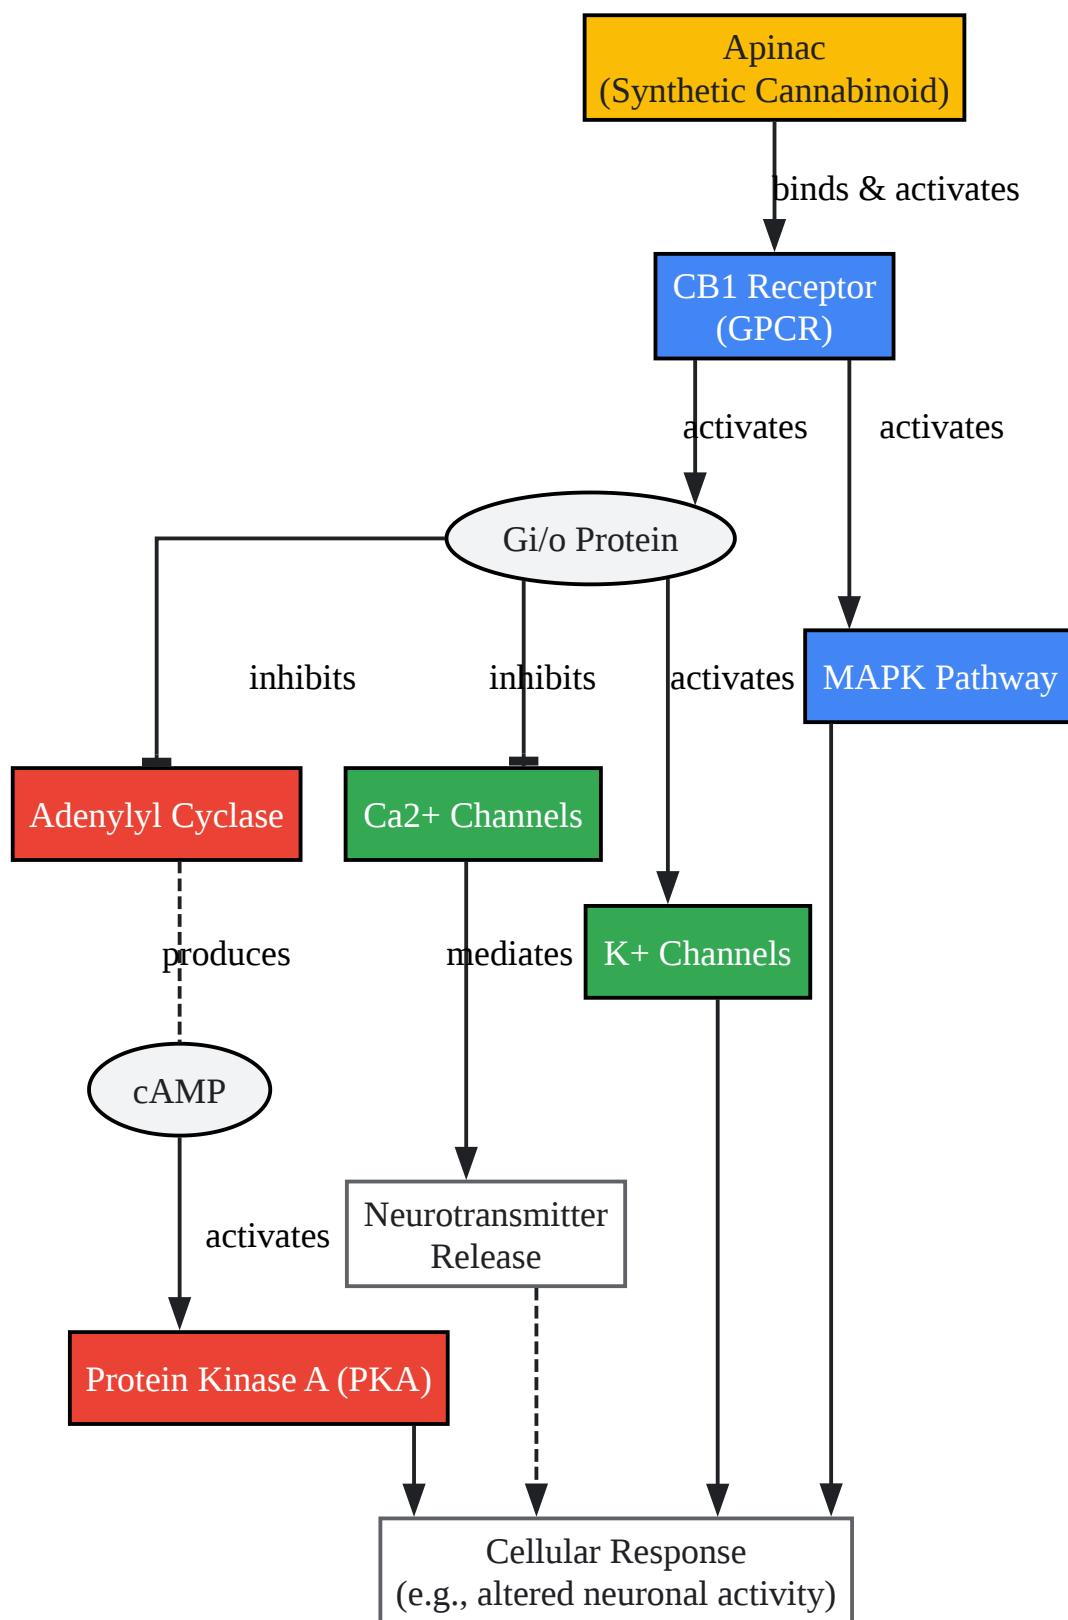 Apinac
(Synthetic Cannabinoid)
binds & activates
CB1 Receptor
(GPCR)
activates
activates
Gi/o Protein
inhibits
inhibits
activates
MAPK Pathway
Adenylyl Cyclase
Ca2+ Channels
produces
mediates
K+ Channels
cAMP
Neurotransmitter
Release
activates
Protein Kinase A (PKA)
Cellular Response
(e.g., altered neuronal activity)